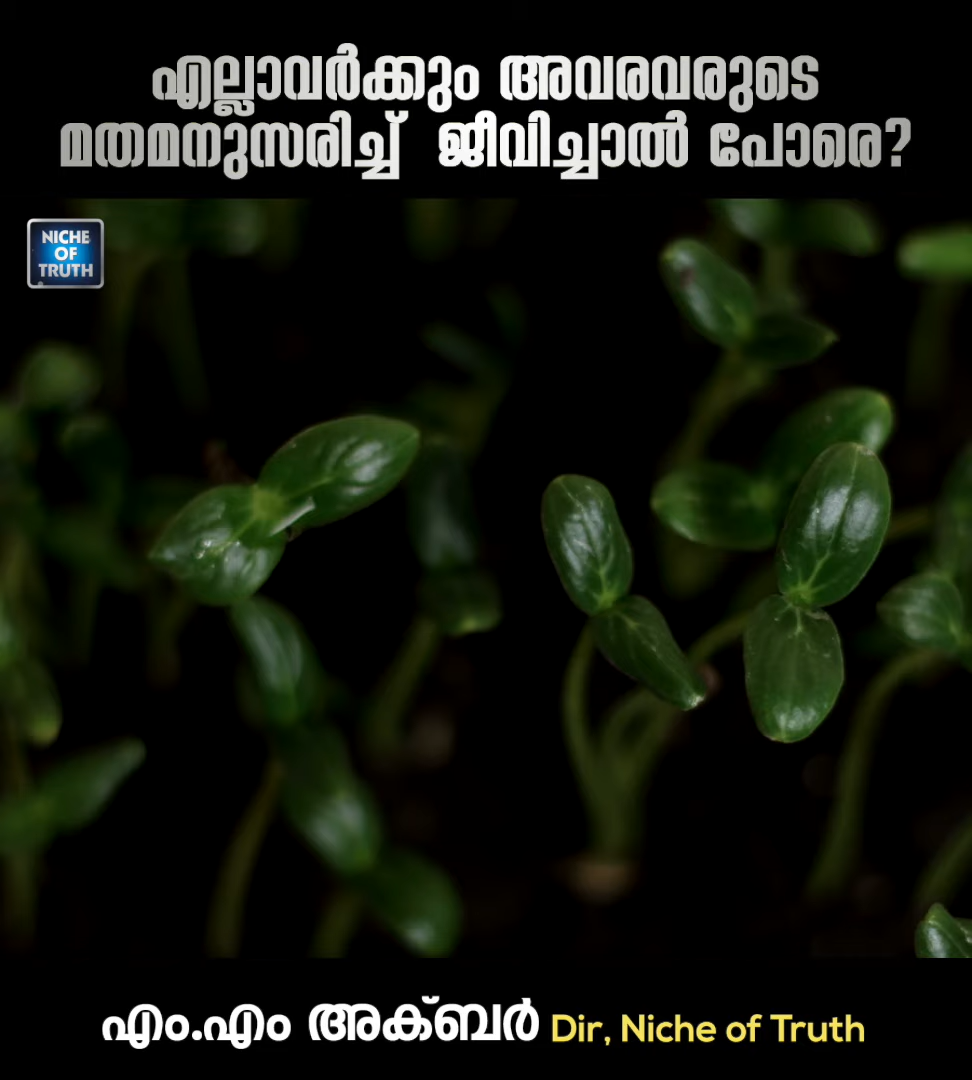 എല്ലാവർക്കും അവരവരുടെ
മതമനുസരിച്ച് ജീവിച്ചാൽ പോരെ?
NICHE
OF
TRUTH
എം.എം അക്ബർ Dir, Niche of Truth